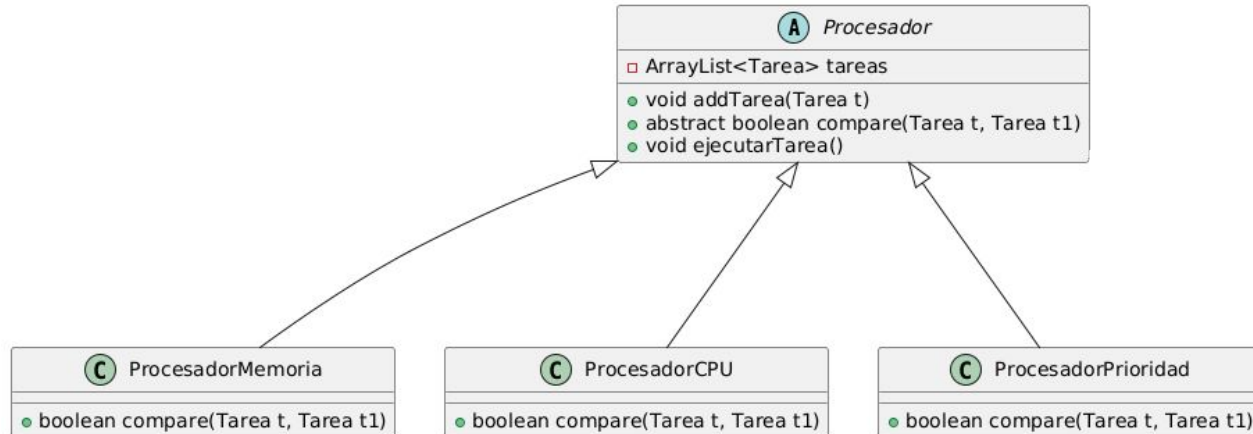 A Procesador
ArrayList<Tarea> tareas
void addTarea(Tarea t)
abstract boolean compare(Tarea t, Tarea t1)
void ejecutarTarea()
C ProcesadorMemoria
boolean compare(Tarea t, Tarea t1)
C ProcesadorCPU
boolean compare(Tarea t, Tarea t1)
C ProcesadorPrioridad
boolean compare(Tarea t, Tarea t1)